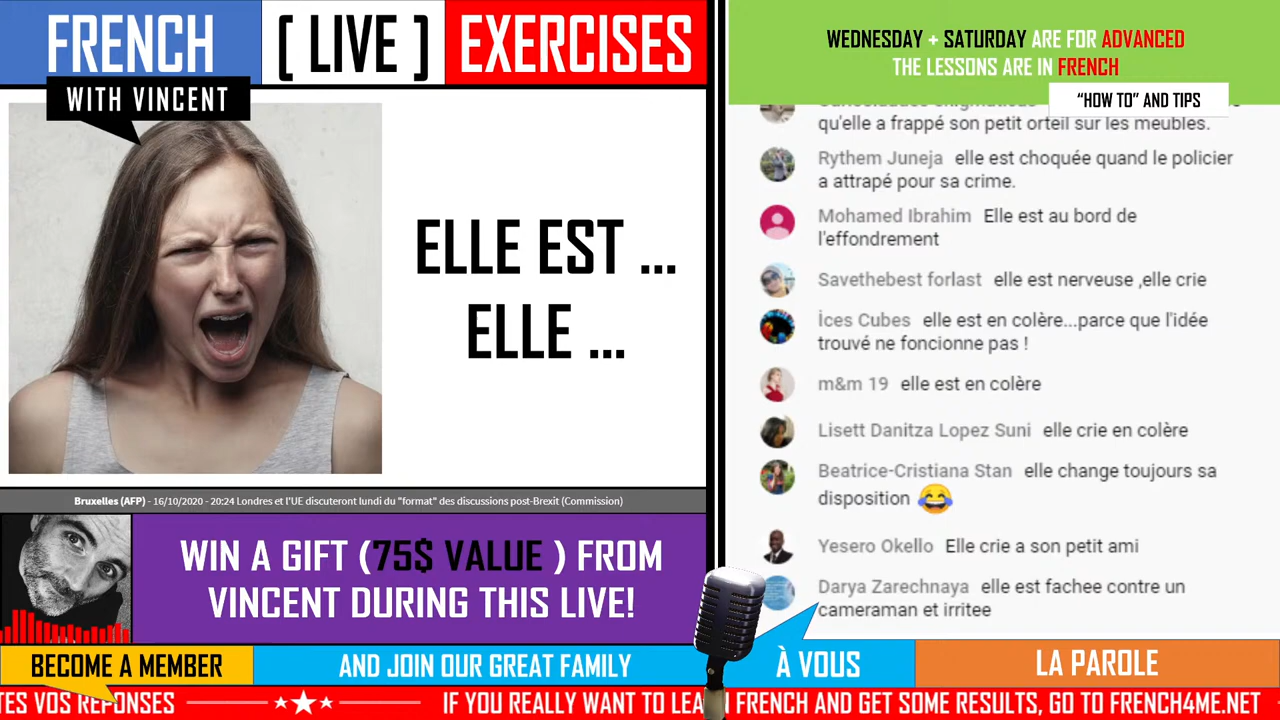 FRENCH
[ LIVE ]
EXERCISES
WITH VINCENT
ELLE EST ...
ELLE ...
Bruxelles (AFP) - 16/10/2020 - 20:24 Londres et l'UE discuteront lundi du "format" des discussions post-Brexit (Commission)
WIN A GIFT (75$ VALUE ) FROM
VINCENT DURING THIS LIVE!
BECOME A MEMBER
AND JOIN OUR GREAT FAMILY
WEDNESDAY + SATURDAY ARE FOR ADVANCED
THE LESSONS ARE IN FRENCH
“HOW TO” AND TIPS
qu'elle a frappé son petit orteil sur les meubles.
Rythem Juneja elle est choquée quand le policier
a attrapé pour sa crime.
Mohamed Ibrahim Elle est au bord de
l'effondrement
Savethebest forlast elle est nerveuse ,elle crie
İces Cubes elle est en colère...parce que l'idée
trouvé ne foncionne pas !
m&m 19 elle est en colère
Lisett Danitza Lopez Suni elle crie en colère
Beatrice-Cristiana Stan elle change toujours sa
disposition 😂
Yesero Okello Elle crie a son petit ami
Darya Zarechnaya elle est fachee contre un
cameraman et irritee
À VOUS
LA PAROLE
TES VOS RÉPONSES IF YOU REALLY WANT TO LEA FRENCH AND GET SOME RESULTS, GO TO FRENCH4ME.NET